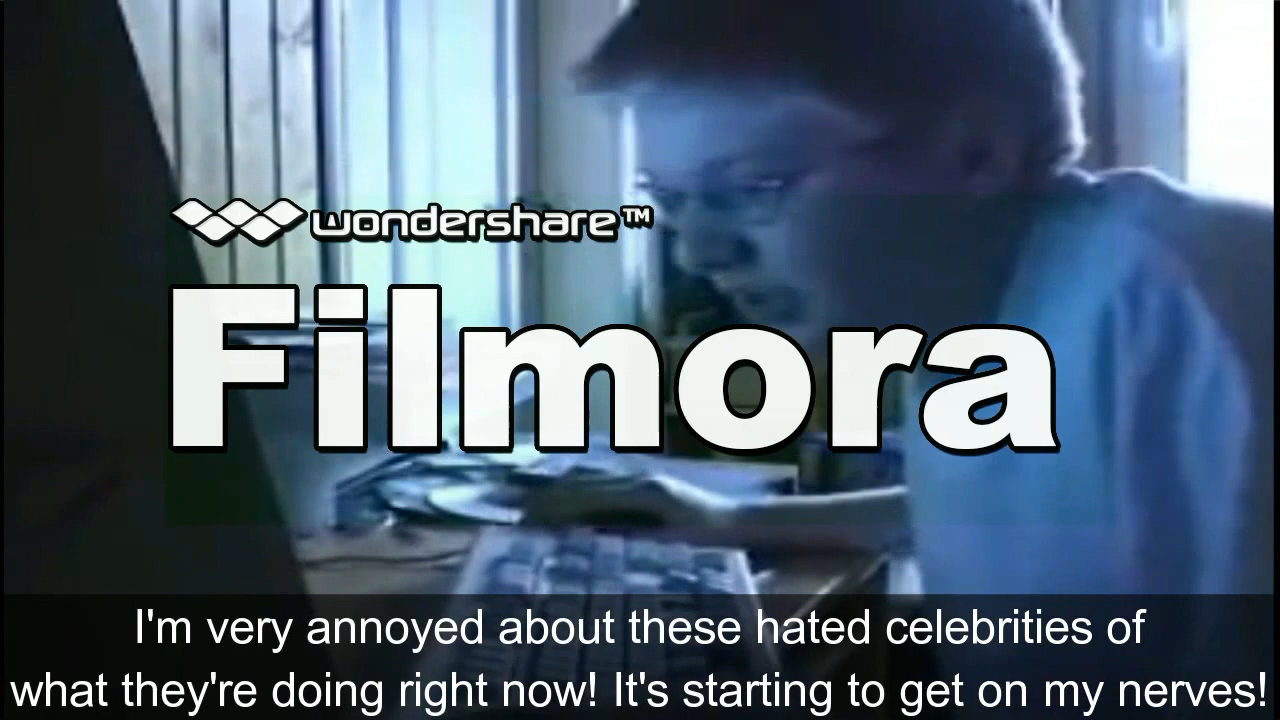 wondershare™
Filmora
I'm very annoyed about these hated celebrities of
what they're doing right now! It's starting to get on my nerves!